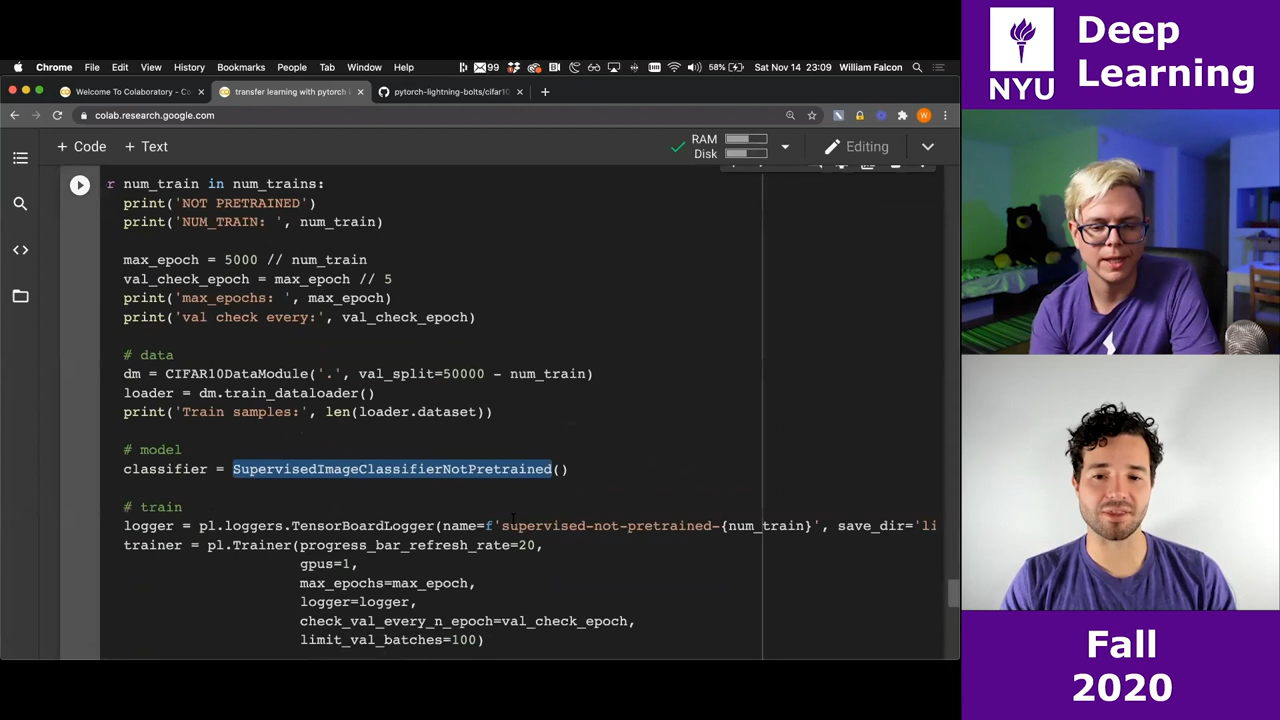 Chrome File Edit View History Bookmarks People Tab Window Help 99 58% Sat Nov 14 23:09 William Falcon
Welcome To Colaboratory - Co
transfer learning with pytorch
pytorch-lightning-bolts/cifar10
colab.research.google.com
W
+ Code + Text
RAM
Disk
Editing
r num_train in num_trains:
print('NOT PRETRAINED')
print('NUM_TRAIN: ', num_train)
max_epoch = 5000 // num_train
val_check_epoch = max_epoch // 5
print('max_epochs: ', max_epoch)
print('val check every:', val_check_epoch)
# data
dm = CIFAR10DataModule('.', val_split=50000 - num_train)
loader = dm.train_dataloader()
print('Train samples:', len(loader.dataset))
# model
classifier = SupervisedImageClassifierNotPretrained()
# train
logger = pl.loggers.TensorBoardLogger(name=f'supervised-not-pretrained-{num_train}', save_dir='li
trainer = pl.Trainer(progress_bar_refresh_rate=20,
gpus=1,
max_epochs=max_epoch,
logger=logger,
check_val_every_n_epoch=val_check_epoch,
limit_val_batches=100)
NYU
Deep
Learning
Fall
2020